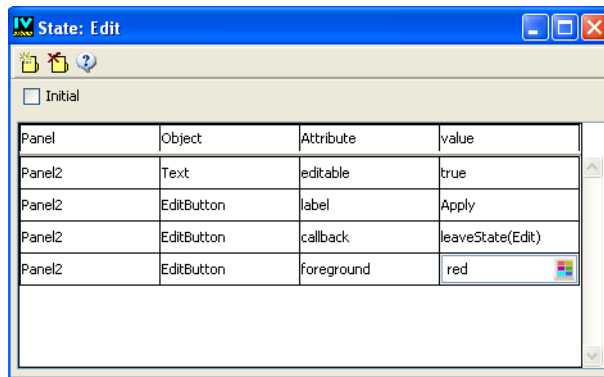 State: Edit
Initial
Panel Object Attribute value
Panel2 Text editable true
Panel2 EditButton label Apply
Panel2 EditButton callback leaveState(Edit)
Panel2 EditButton foreground red